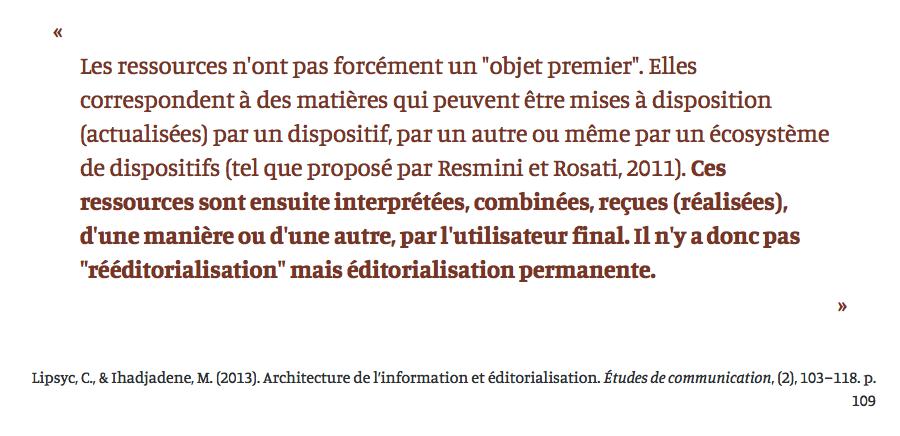 «
Les ressources n'ont pas forcément un "objet premier". Elles
correspondent à des matières qui peuvent être mises à disposition
(actualisées) par un dispositif, par un autre ou même par un écosystème
de dispositifs (tel que proposé par Resmini et Rosati, 2011). Ces
ressources sont ensuite interprétées, combinées, reçues (réalisées),
d'une manière ou d'une autre, par l'utilisateur final. Il n'y a donc pas
"rééditorialisation" mais éditorialisation permanente.
»
Lipsyc, C., & Ihadjadene, M. (2013). Architecture de l'information et éditorialisation. Études de communication, (2), 103–118. p.
109